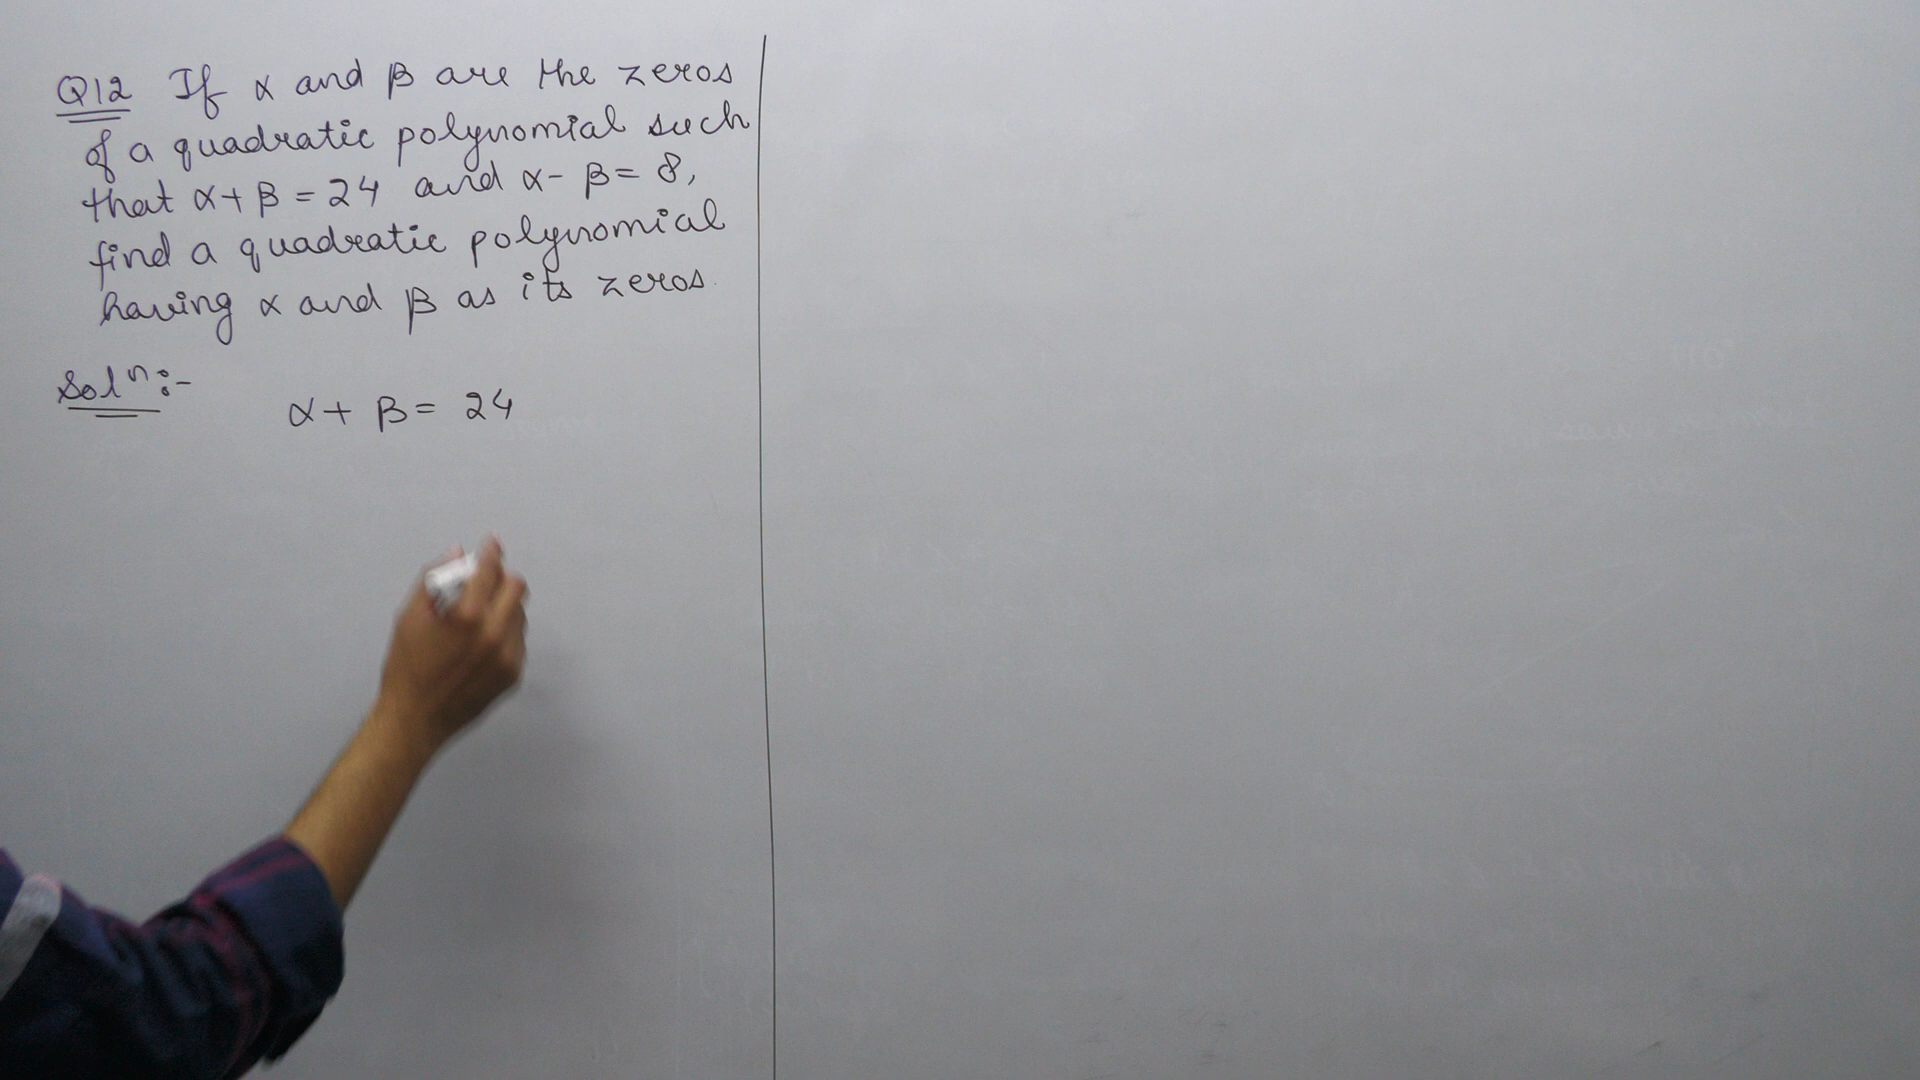 Q12 If α and β are the zeros
of a quadratic polynomial such
that α+β = 24 and α-β = 8,
find a quadratic polynomial
having α and β as its zeros.
Solⁿ:-
α + β = 24